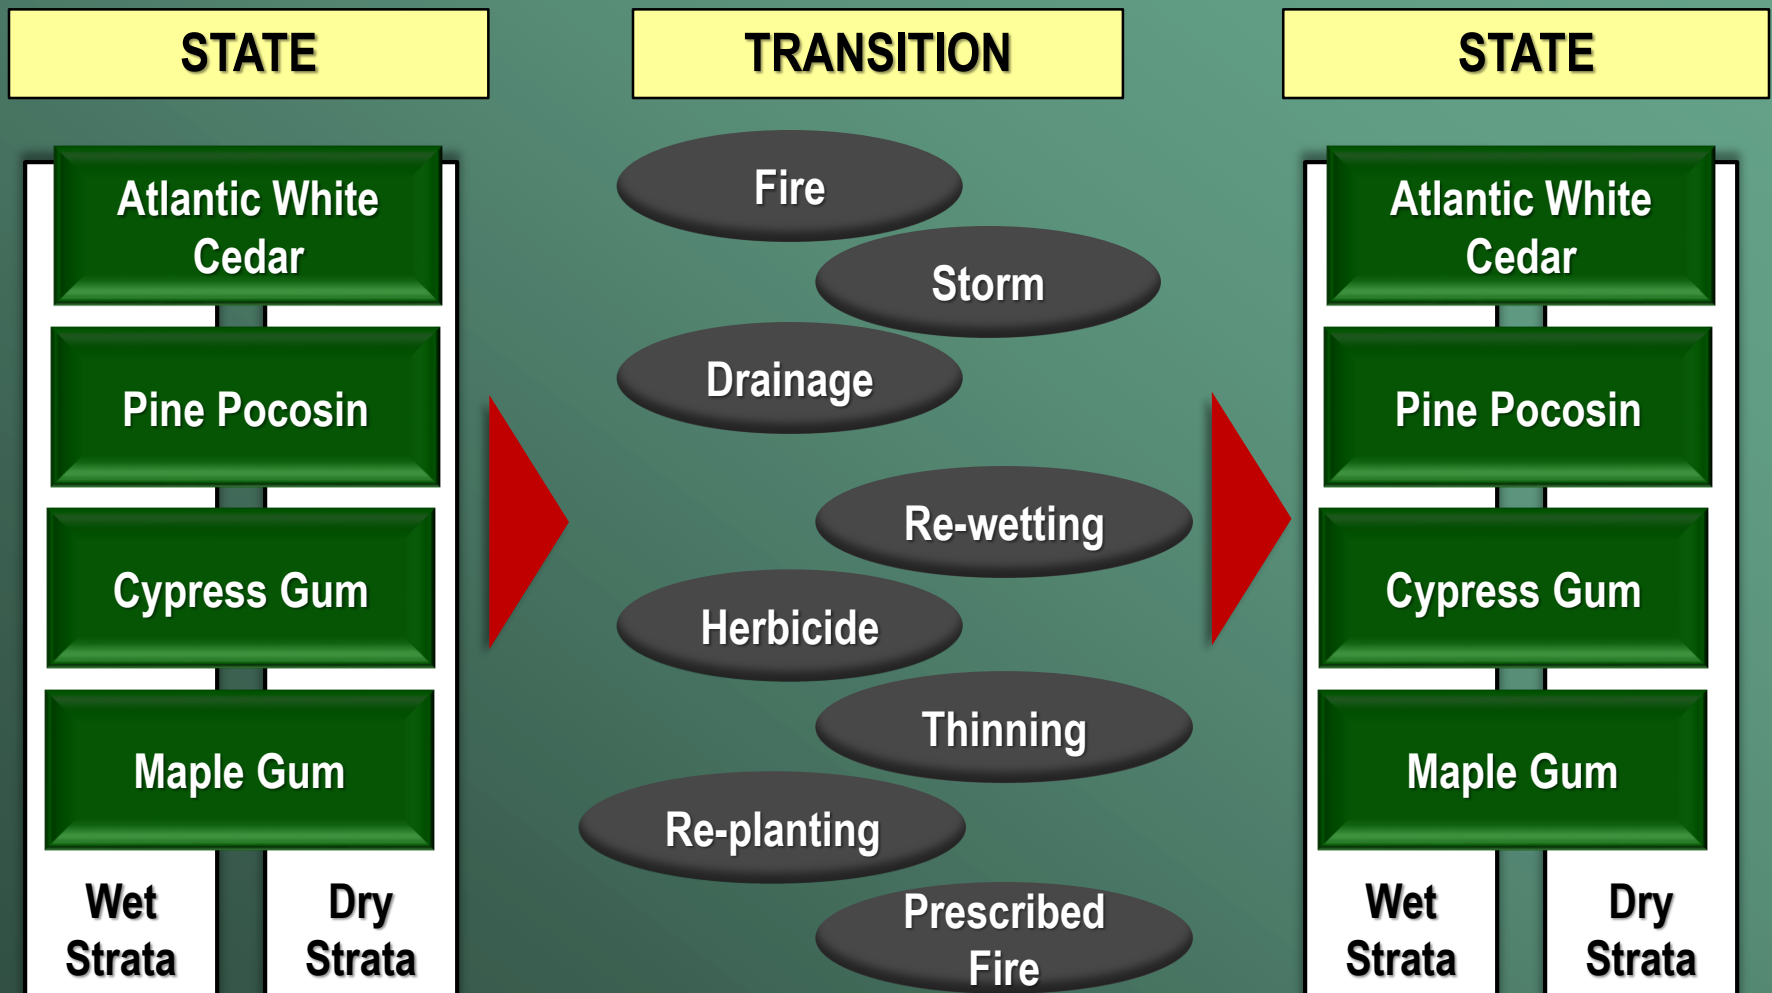 STATE
Atlantic White
Cedar
Pine Pocosin
Cypress Gum
Maple Gum
Wet
Strata
Dry
Strata
TRANSITION
Fire
Storm
Drainage
Re-wetting
Herbicide
Thinning
Re-planting
Prescribed
Fire
STATE
Atlantic White
Cedar
Pine Pocosin
Cypress Gum
Maple Gum
Wet
Strata
Dry
Strata